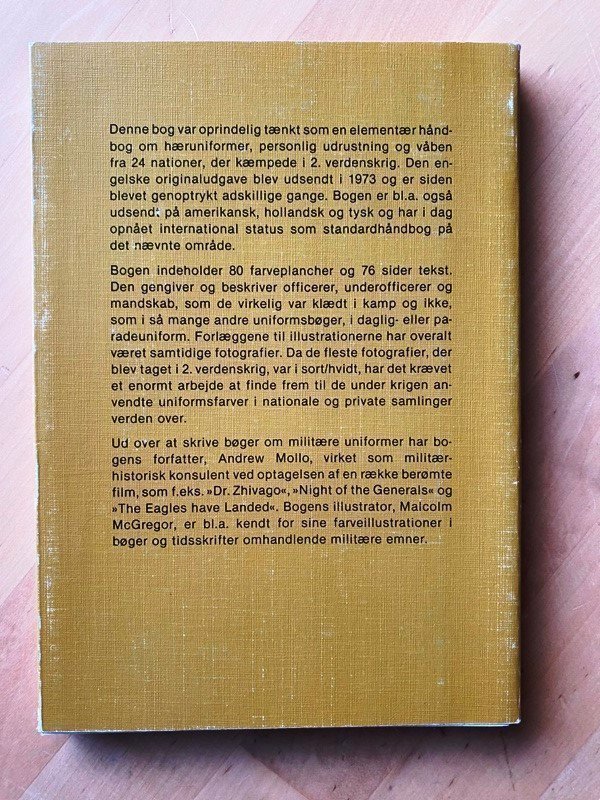 Denne bog var oprindelig tænkt som en elementær hånd-
bog om hæruniformer, personlig udrustning og våben
fra 24 nationer, der kæmpede i 2. verdenskrig. Den en-
gelske originaludgave blev udsendt i 1973 og er siden
blevet genoptrykt adskillige gange. Bogen er bl.a. også
udsendt på amerikansk, hollandsk og tysk og har i dag
opnået international status som standardhåndbog på
det nævnte område.
Bogen indeholder 80 farveplancher og 76 sider tekst.
Den gengiver og beskriver officerer, underofficerer og
mandskab, som de virkelig var klædt i kamp og ikke,
som i så mange andre uniformsbøger, i daglig- eller pa-
radeuniform. Forlæggene til illustrationerne har overalt
været samtidige fotografier. Da de fleste fotografier, der
blev taget i 2. verdenskrig, var i sort/hvidt, har det krævet
et enormt arbejde at finde frem til de under krigen an-
vendte uniformsfarver i nationale og private samlinger
verden over.
Ud over at skrive bøger om militære uniformer har bo-
gens forfatter, Andrew Mollo, virket som militær-
historisk konsulent ved optagelsen af en række berømte
film, som f.eks. »Dr. Zhivago«, »Night of the Generals« og
»The Eagles have Landed«. Bogens illustrator, Malcolm
McGregor, er bl.a. kendt for sine farveillustrationer i
bøger og tidsskrifter omhandlende militære emner.